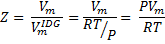 Z = V_m / V_m^{IDG} = V_m / (RT/P) = PV_m / RT